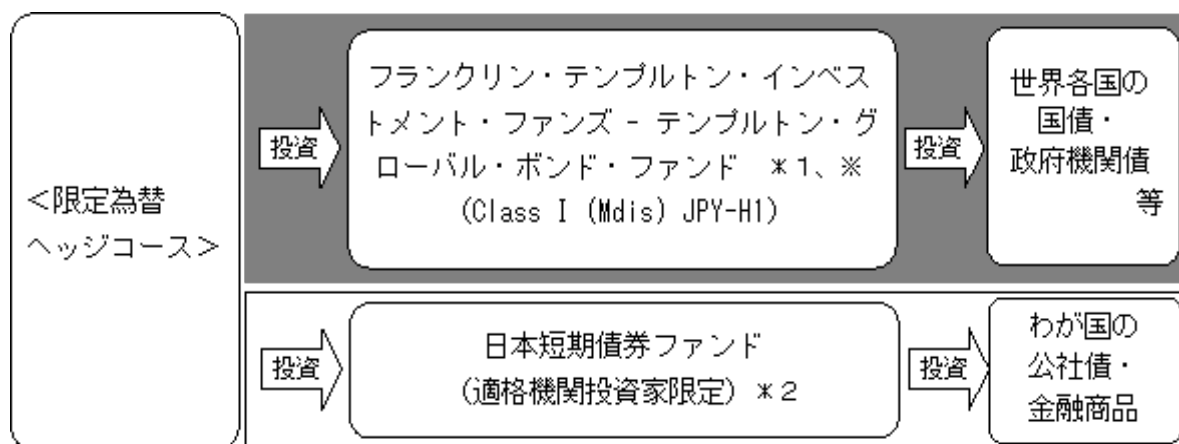 <限定為替
ヘッジコース>
投資
フランクリン・テンプルトン・インベス
トメント・ファンズ - テンプルトン・グ
ローバル・ボンド・ファンド ＊１、※
(Class I (Mdis) JPY-H1)
投資
世界各国の
国債・
政府機関債
等
投資
日本短期債券ファンド
(適格機関投資家限定) ＊２
投資
わが国の
公社債・
金融商品